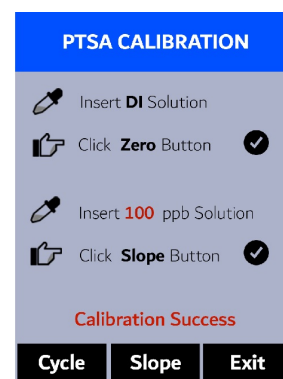 PTSA CALIBRATION
Insert DI Solution
Click Zero Button
Insert 100 ppb Solution
Click Slope Button
Calibration Success
Cycle Slope Exit